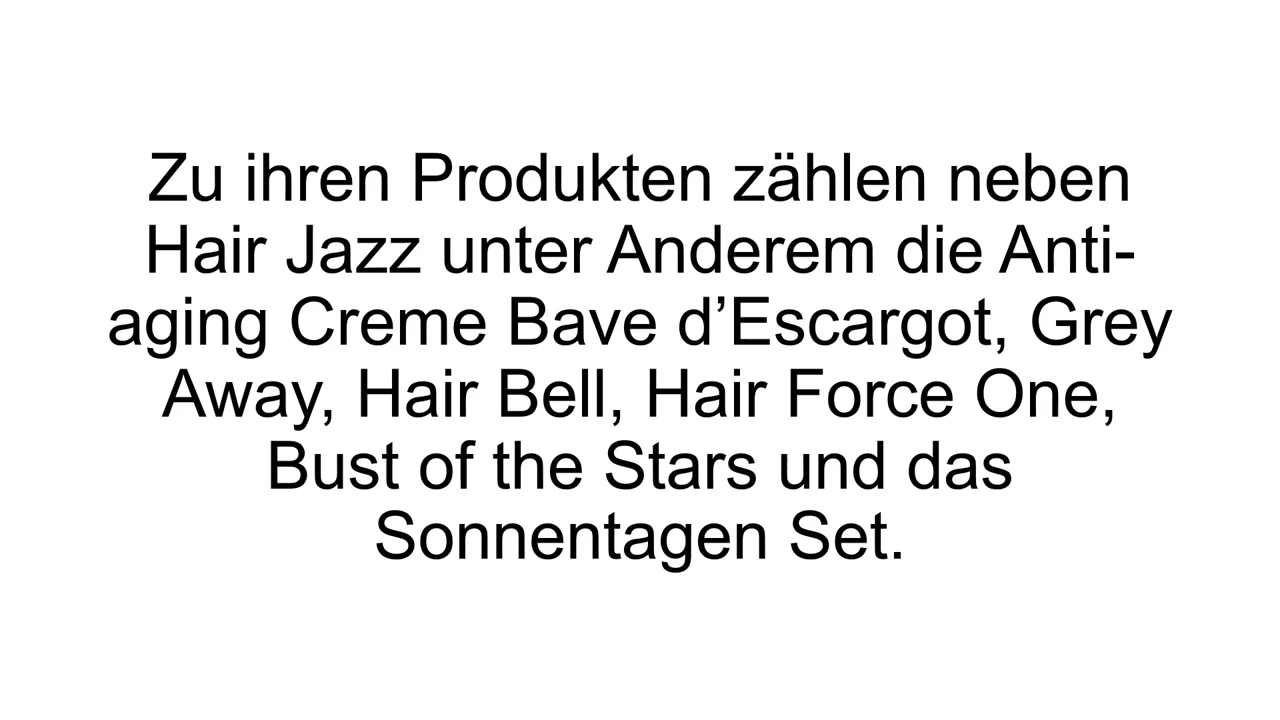 Zu ihren Produkten zählen neben
Hair Jazz unter Anderem die Anti-
aging Creme Bave d’Escargot, Grey
Away, Hair Bell, Hair Force One,
Bust of the Stars und das
Sonnentagen Set.